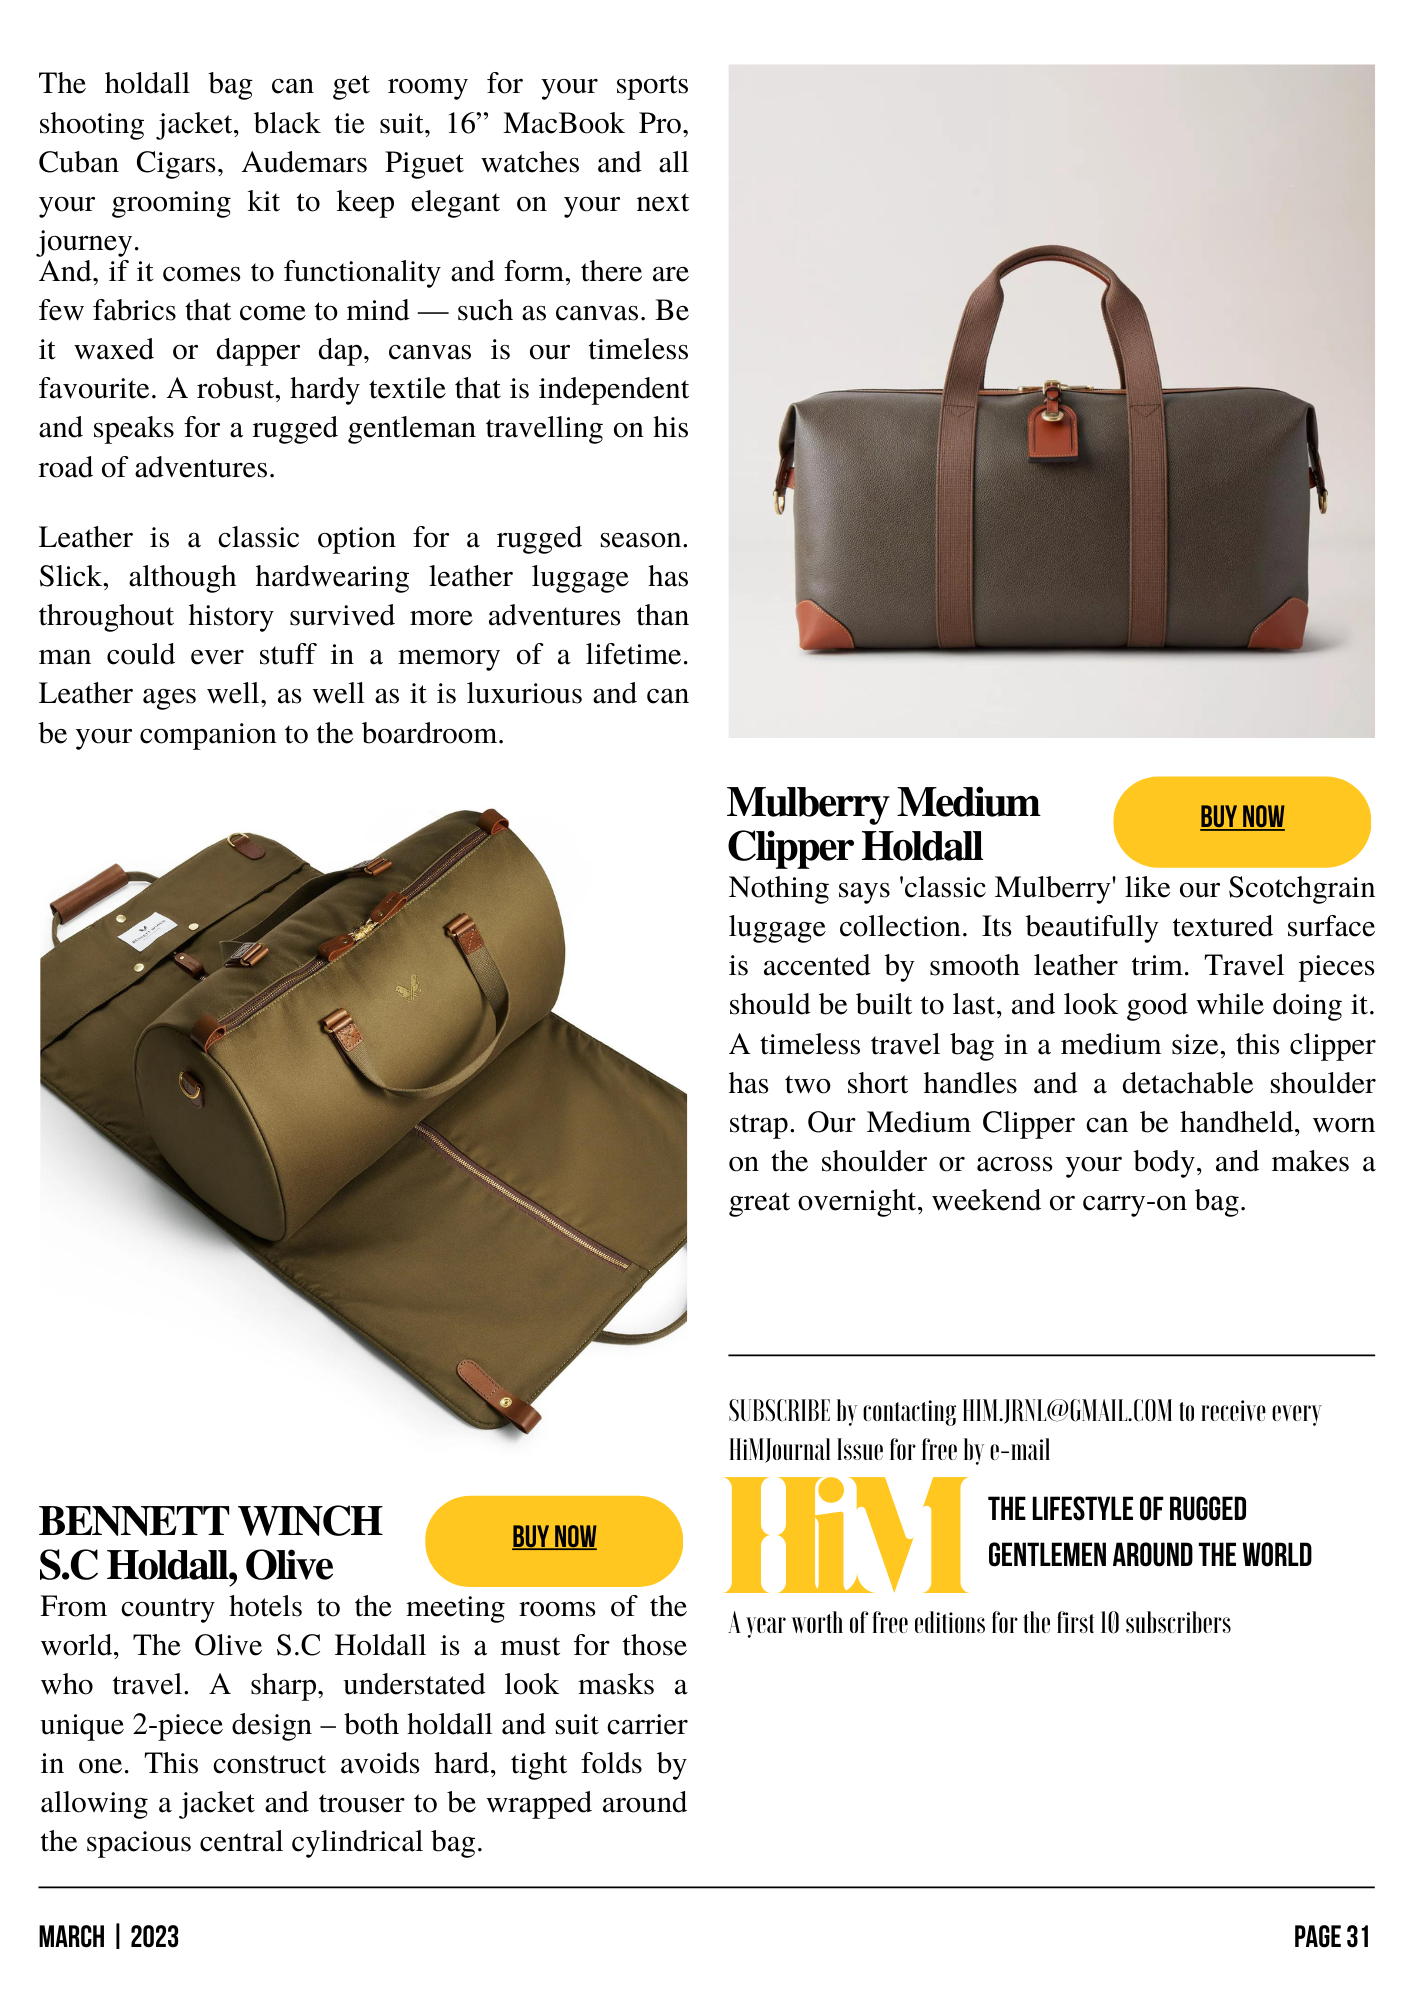 The holdall bag can get roomy for your sports
shooting jacket, black tie suit, 16” MacBook Pro,
Cuban Cigars, Audemars Piguet watches and all
your grooming kit to keep elegant on your next
journey.
And, if it comes to functionality and form, there are
few fabrics that come to mind — such as canvas. Be
it waxed or dapper dap, canvas is our timeless
favourite. A robust, hardy textile that is independent
and speaks for a rugged gentleman travelling on his
road of adventures.
Leather is a classic option for a rugged season.
Slick, although hardwearing leather luggage has
throughout history survived more adventures than
man could ever stuff in a memory of a lifetime.
Leather ages well, as well as it is luxurious and can
be your companion to the boardroom.
BENNETT WINCH
BENNETT WINCH
S.C Holdall, Olive
BUY NOW
From country hotels to the meeting rooms of the
world, The Olive S.C Holdall is a must for those
who travel. A sharp, understated look masks a
unique 2-piece design – both holdall and suit carrier
in one. This construct avoids hard, tight folds by
allowing a jacket and trouser to be wrapped around
the spacious central cylindrical bag.
Mulberry Medium
Clipper Holdall
BUY NOW
Nothing says 'classic Mulberry' like our Scotchgrain
luggage collection. Its beautifully textured surface
is accented by smooth leather trim. Travel pieces
should be built to last, and look good while doing it.
A timeless travel bag in a medium size, this clipper
has two short handles and a detachable shoulder
strap. Our Medium Clipper can be handheld, worn
on the shoulder or across your body, and makes a
great overnight, weekend or carry-on bag.
SUBSCRIBE by contacting HIM.JRNL@GMAIL.COM to receive every
HiMJournal Issue for free by e-mail
HiM
THE LIFESTYLE OF RUGGED
GENTLEMEN AROUND THE WORLD
A year worth of free editions for the first 10 subscribers
MARCH | 2023
PAGE 31